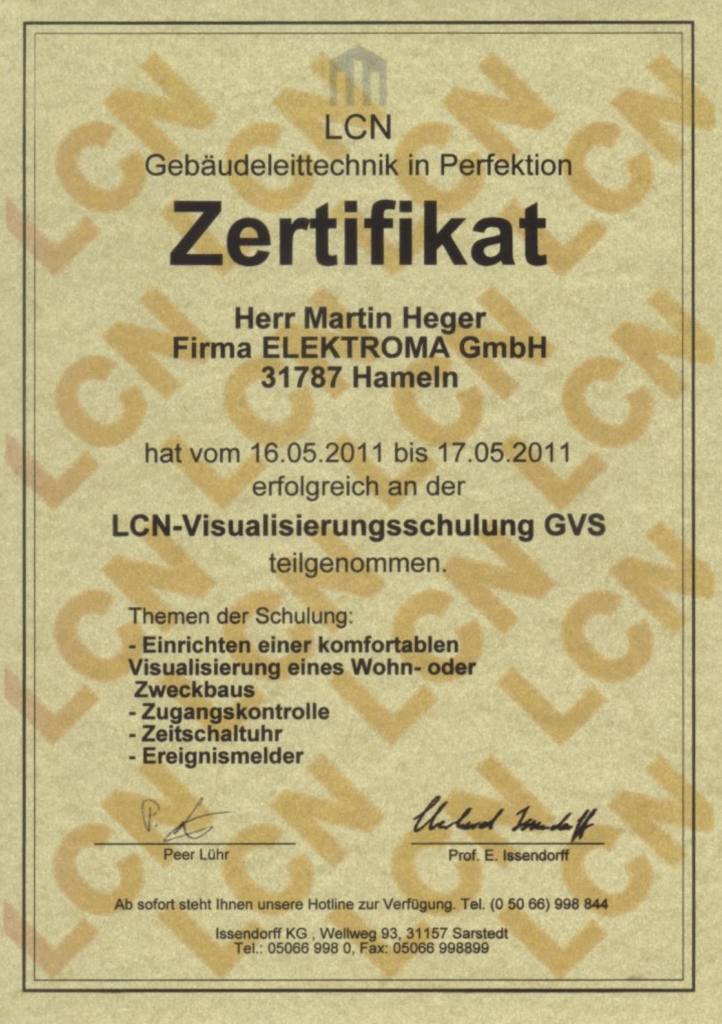 LCN
Gebäudeleittechnik in Perfektion
Zertifikat
Herr Martin Heger
Firma ELEKTROMA GmbH
31787 Hameln
hat vom 16.05.2011 bis 17.05.2011
erfolgreich an der
LCN-Visualisierungsschulung GVS
teilgenommen.
Themen der Schulung:
- Einrichten einer komfortablen
Visualisierung eines Wohn- oder
Zweckbaus
- Zugangskontrolle
- Zeitschaltuhr
- Ereignismelder
Peer Lühr
Prof. E. Issendorff
Ab sofort steht Ihnen unsere Hotline zur Verfügung. Tel. (0 50 66) 998 844
Issendorff KG , Wellweg 93, 31157 Sarstedt
Tel.: 05066 998 0, Fax: 05066 998899